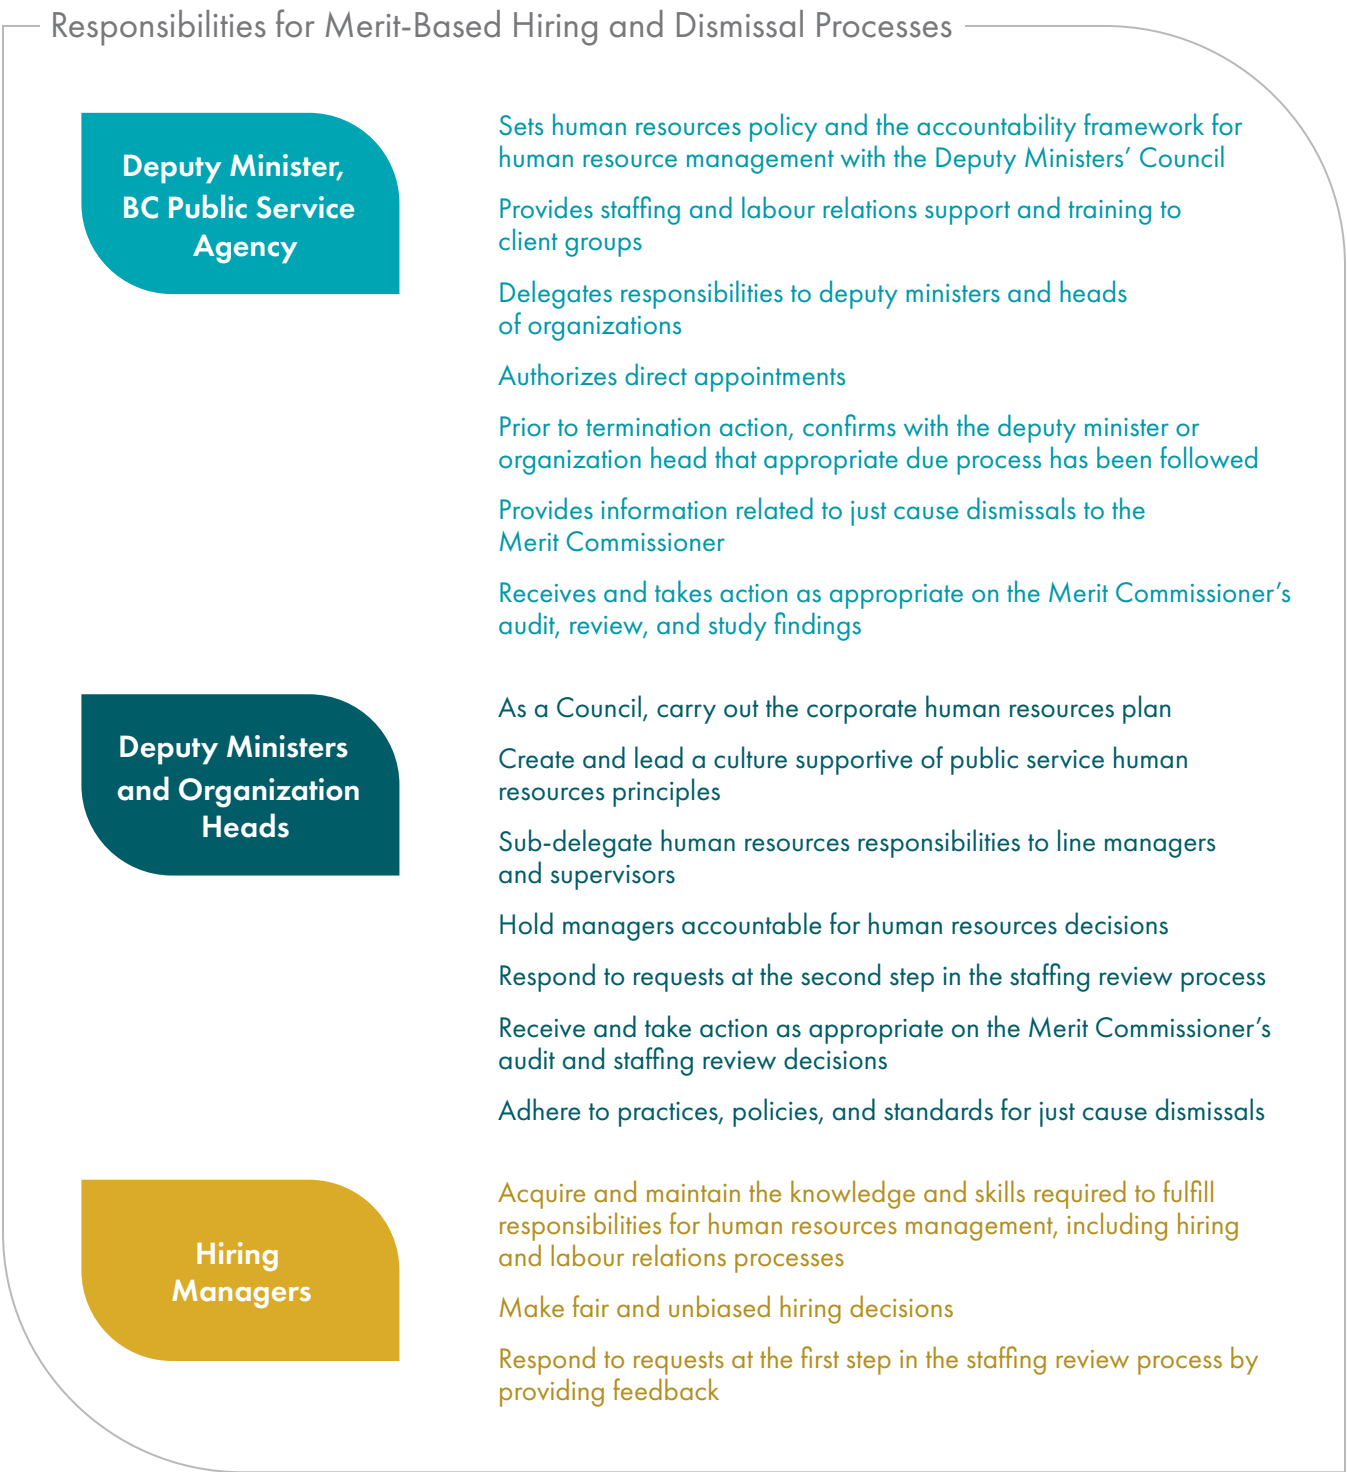 Responsibilities for Merit-Based Hiring and Dismissal Processes
Deputy Minister,
BC Public Service
Agency
Sets human resources policy and the accountability framework for
human resource management with the Deputy Ministers’ Council
Provides staffing and labour relations support and training to
client groups
Delegates responsibilities to deputy ministers and heads
of organizations
Authorizes direct appointments
Prior to termination action, confirms with the deputy minister or
organization head that appropriate due process has been followed
Provides information related to just cause dismissals to the
Merit Commissioner
Receives and takes action as appropriate on the Merit Commissioner’s
audit, review, and study findings
Deputy Ministers
and Organization
Heads
As a Council, carry out the corporate human resources plan
Create and lead a culture supportive of public service human
resources principles
Sub-delegate human resources responsibilities to line managers
and supervisors
Hold managers accountable for human resources decisions
Respond to requests at the second step in the staffing review process
Receive and take action as appropriate on the Merit Commissioner’s
audit and staffing review decisions
Adhere to practices, policies, and standards for just cause dismissals
Hiring
Managers
Acquire and maintain the knowledge and skills required to fulfill
responsibilities for human resources management, including hiring
and labour relations processes
Make fair and unbiased hiring decisions
Respond to requests at the first step in the staffing review process by
providing feedback